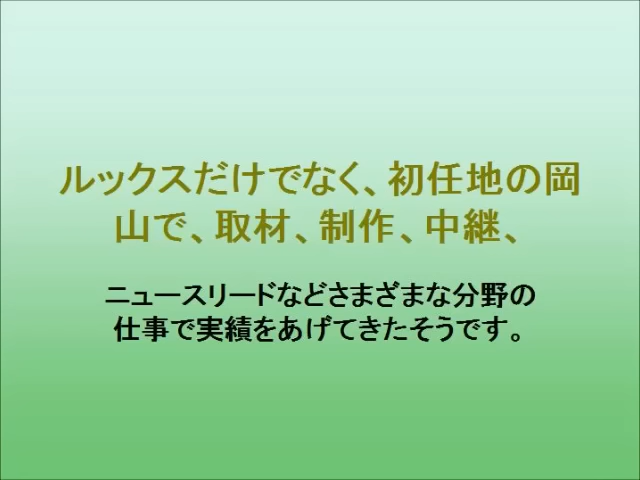 ルックスだけでなく、初任地の岡
山で、取材、制作、中継、
ニュースリードなどさまざまな分野の
仕事で実績をあげてきたそうです。